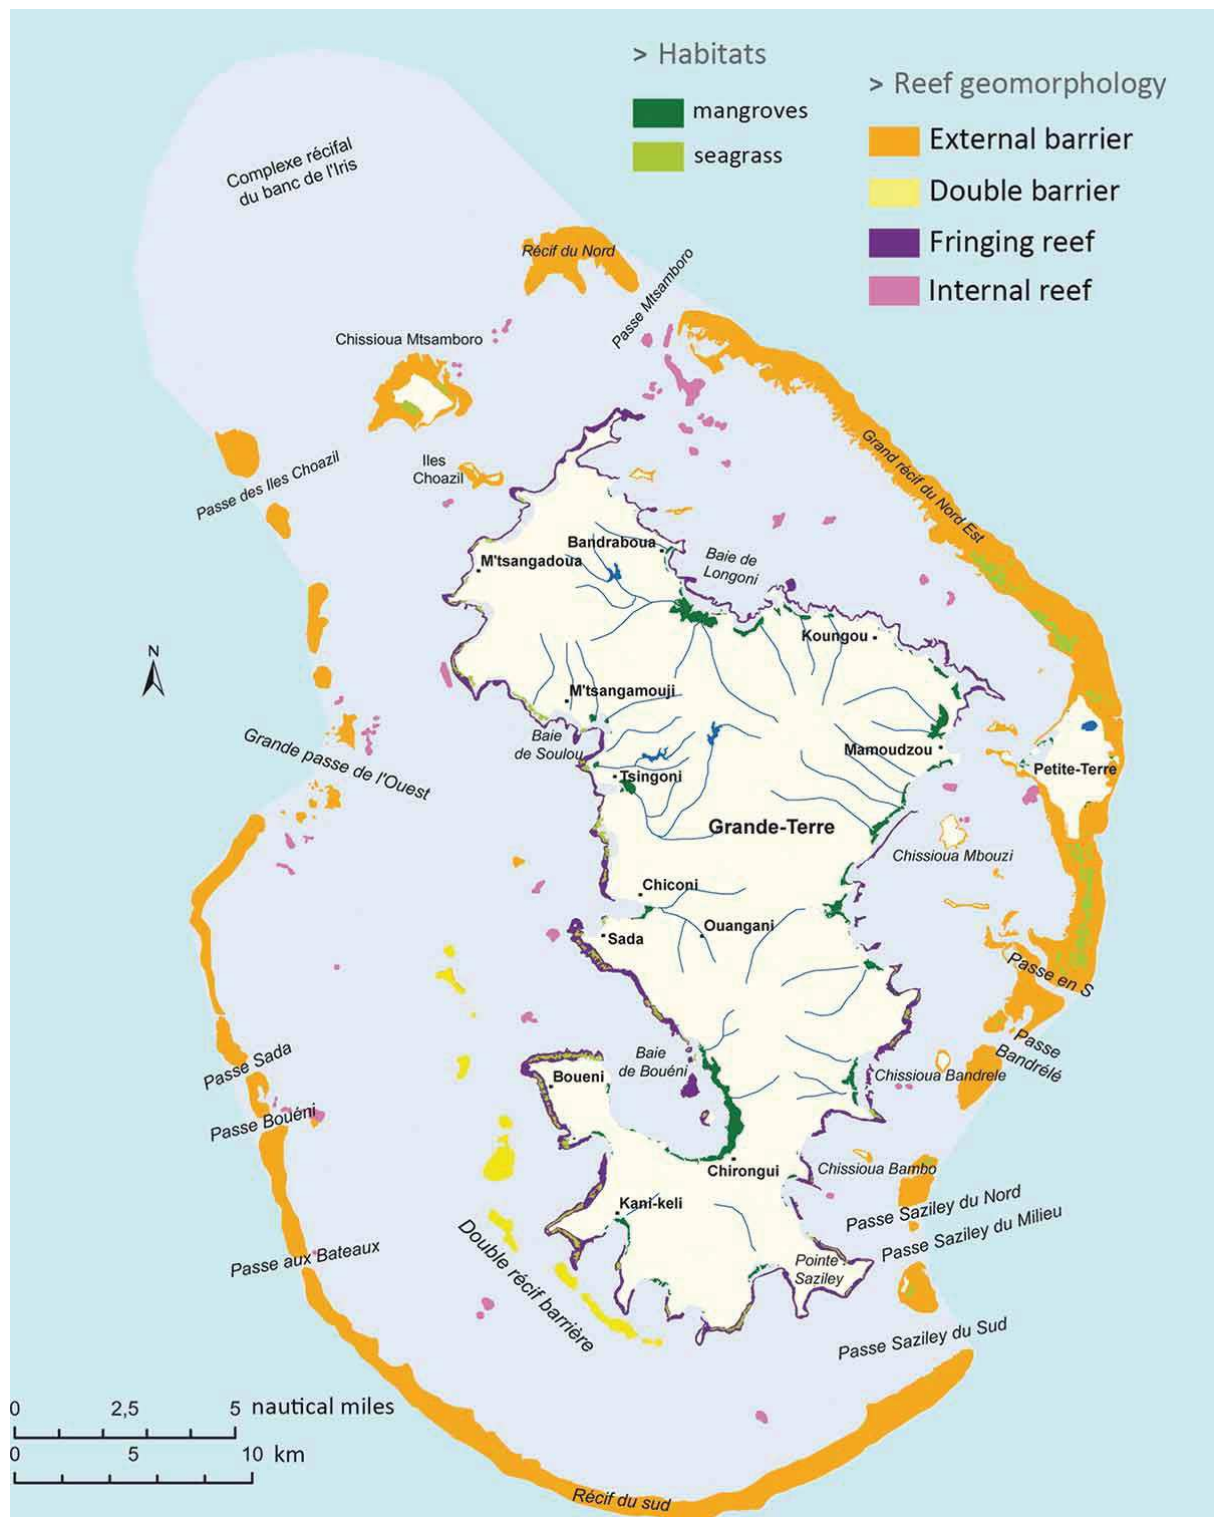 > Habitats
mangroves
seagrass
> Reef geomorphology
External barrier
Double barrier
Fringing reef
Internal reef
Complexe récifal
du banc de l'Iris
Récif du Nord
Passe Mtsamboro
Chissioua Mtsamboro
Grand récif du Nord Est
Passe des Iles Choazil
Iles
Choazil
Bandraboua
M'tsangadoua
Baie de
Longoni
Koungou
N
M'tsangamouji
Baie
de Soulou
Grande passe de l'Ouest
Mamoudzou
Petite-Terre
Tsingoni
Grande-Terre
Chissioua Mbouzi
Chiconi
Ouangani
Sada
Passe en S
Passe
Bandrélé
Passe Sada
Baie
de Bouéni
Boueni
Chissioua Bandrele
Passe Bouéni
Chirongui
Chissioua Bambo
Kani-keli
Passe Saziley du Nord
Passe Saziley du Milieu
Passe aux Bateaux
Double récif barrière
Pointe
Saziley
Passe Saziley du Sud
0 2,5 5 nautical miles
0 5 10 km
Récif du sud